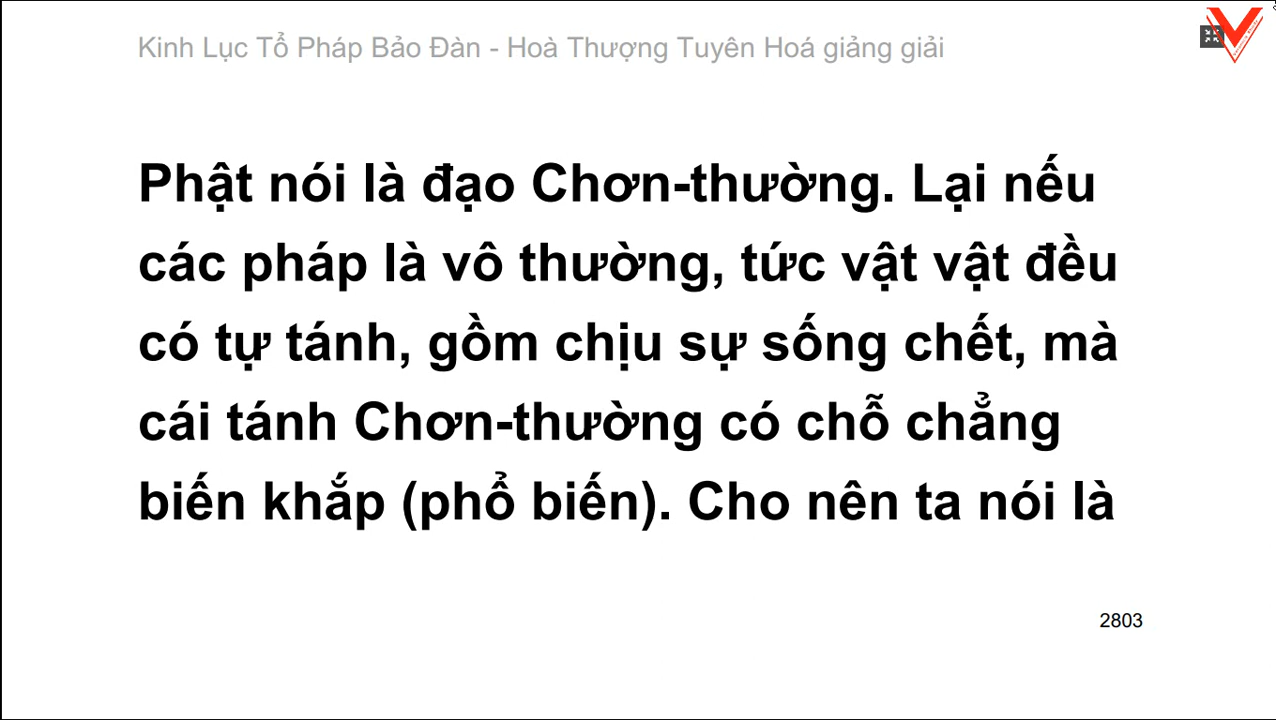 Kinh Lục Tổ Pháp Bảo Đàn - Hoà Thượng Tuyên Hoá giảng giải
Phật nói là đạo Chơn-thường. Lại nếu
các pháp là vô thường, tức vật vật đều
có tự tánh, gồm chịu sự sống chết, mà
cái tánh Chơn-thường có chỗ chẳng
biến khắp (phổ biến). Cho nên ta nói là
2803